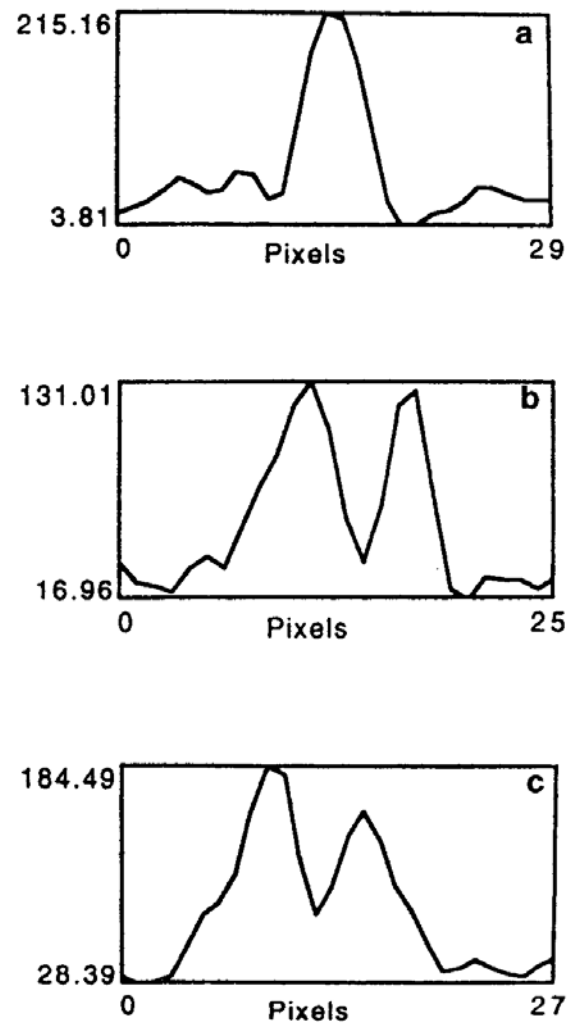 215.16
a
3.81
0 Pixels 29
131.01
b
16.96
0 Pixels 25
184.49
c
28.39
0 Pixels 27